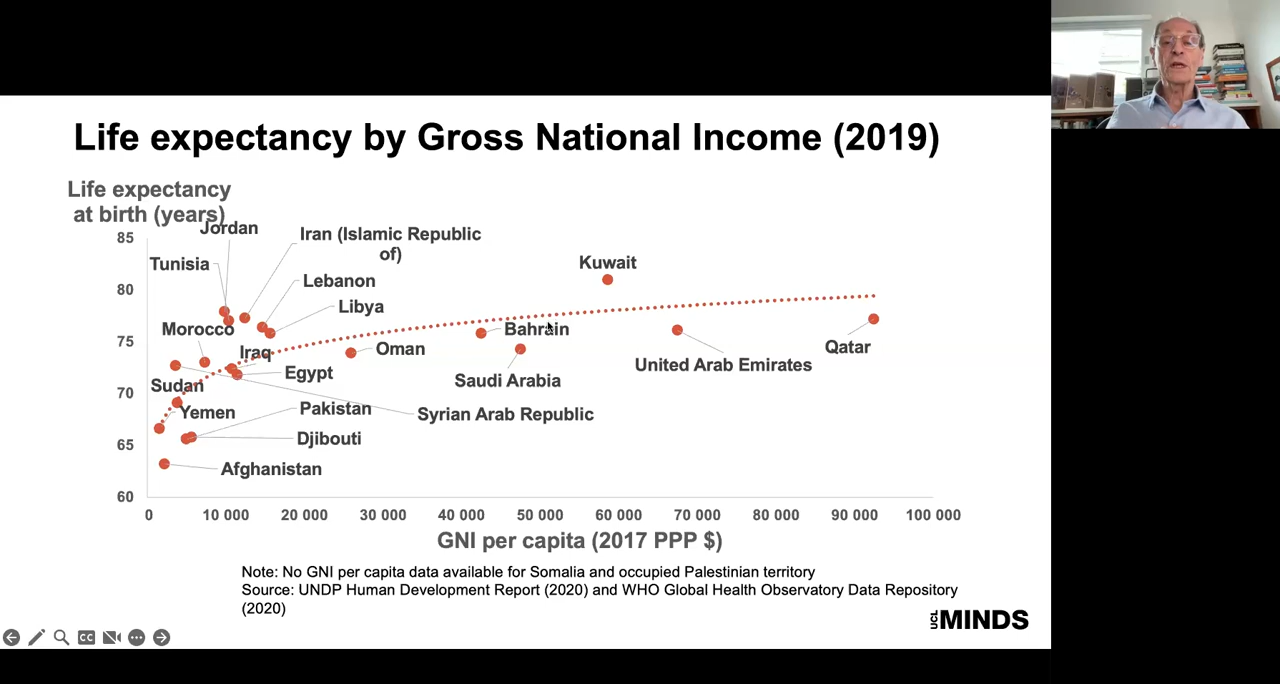 Life expectancy by Gross National Income (2019)
Life expectancy
at birth (years)
Jordan
Iran (Islamic Republic
of)
Tunisia
Kuwait
Lebanon
Libya
Morocco
Bahrain
Iraq
Oman
Qatar
United Arab Emirates
Egypt
Saudi Arabia
Sudan
Yemen
Pakistan
Syrian Arab Republic
Djibouti
Afghanistan
85
80
75
70
65
60
0 10 000 20 000 30 000 40 000 50 000 60 000 70 000 80 000 90 000 100 000
GNI per capita (2017 PPP $)
Note: No GNI per capita data available for Somalia and occupied Palestinian territory
Source: UNDP Human Development Report (2020) and WHO Global Health Observatory Data Repository
(2020)
UCL MINDS
CC